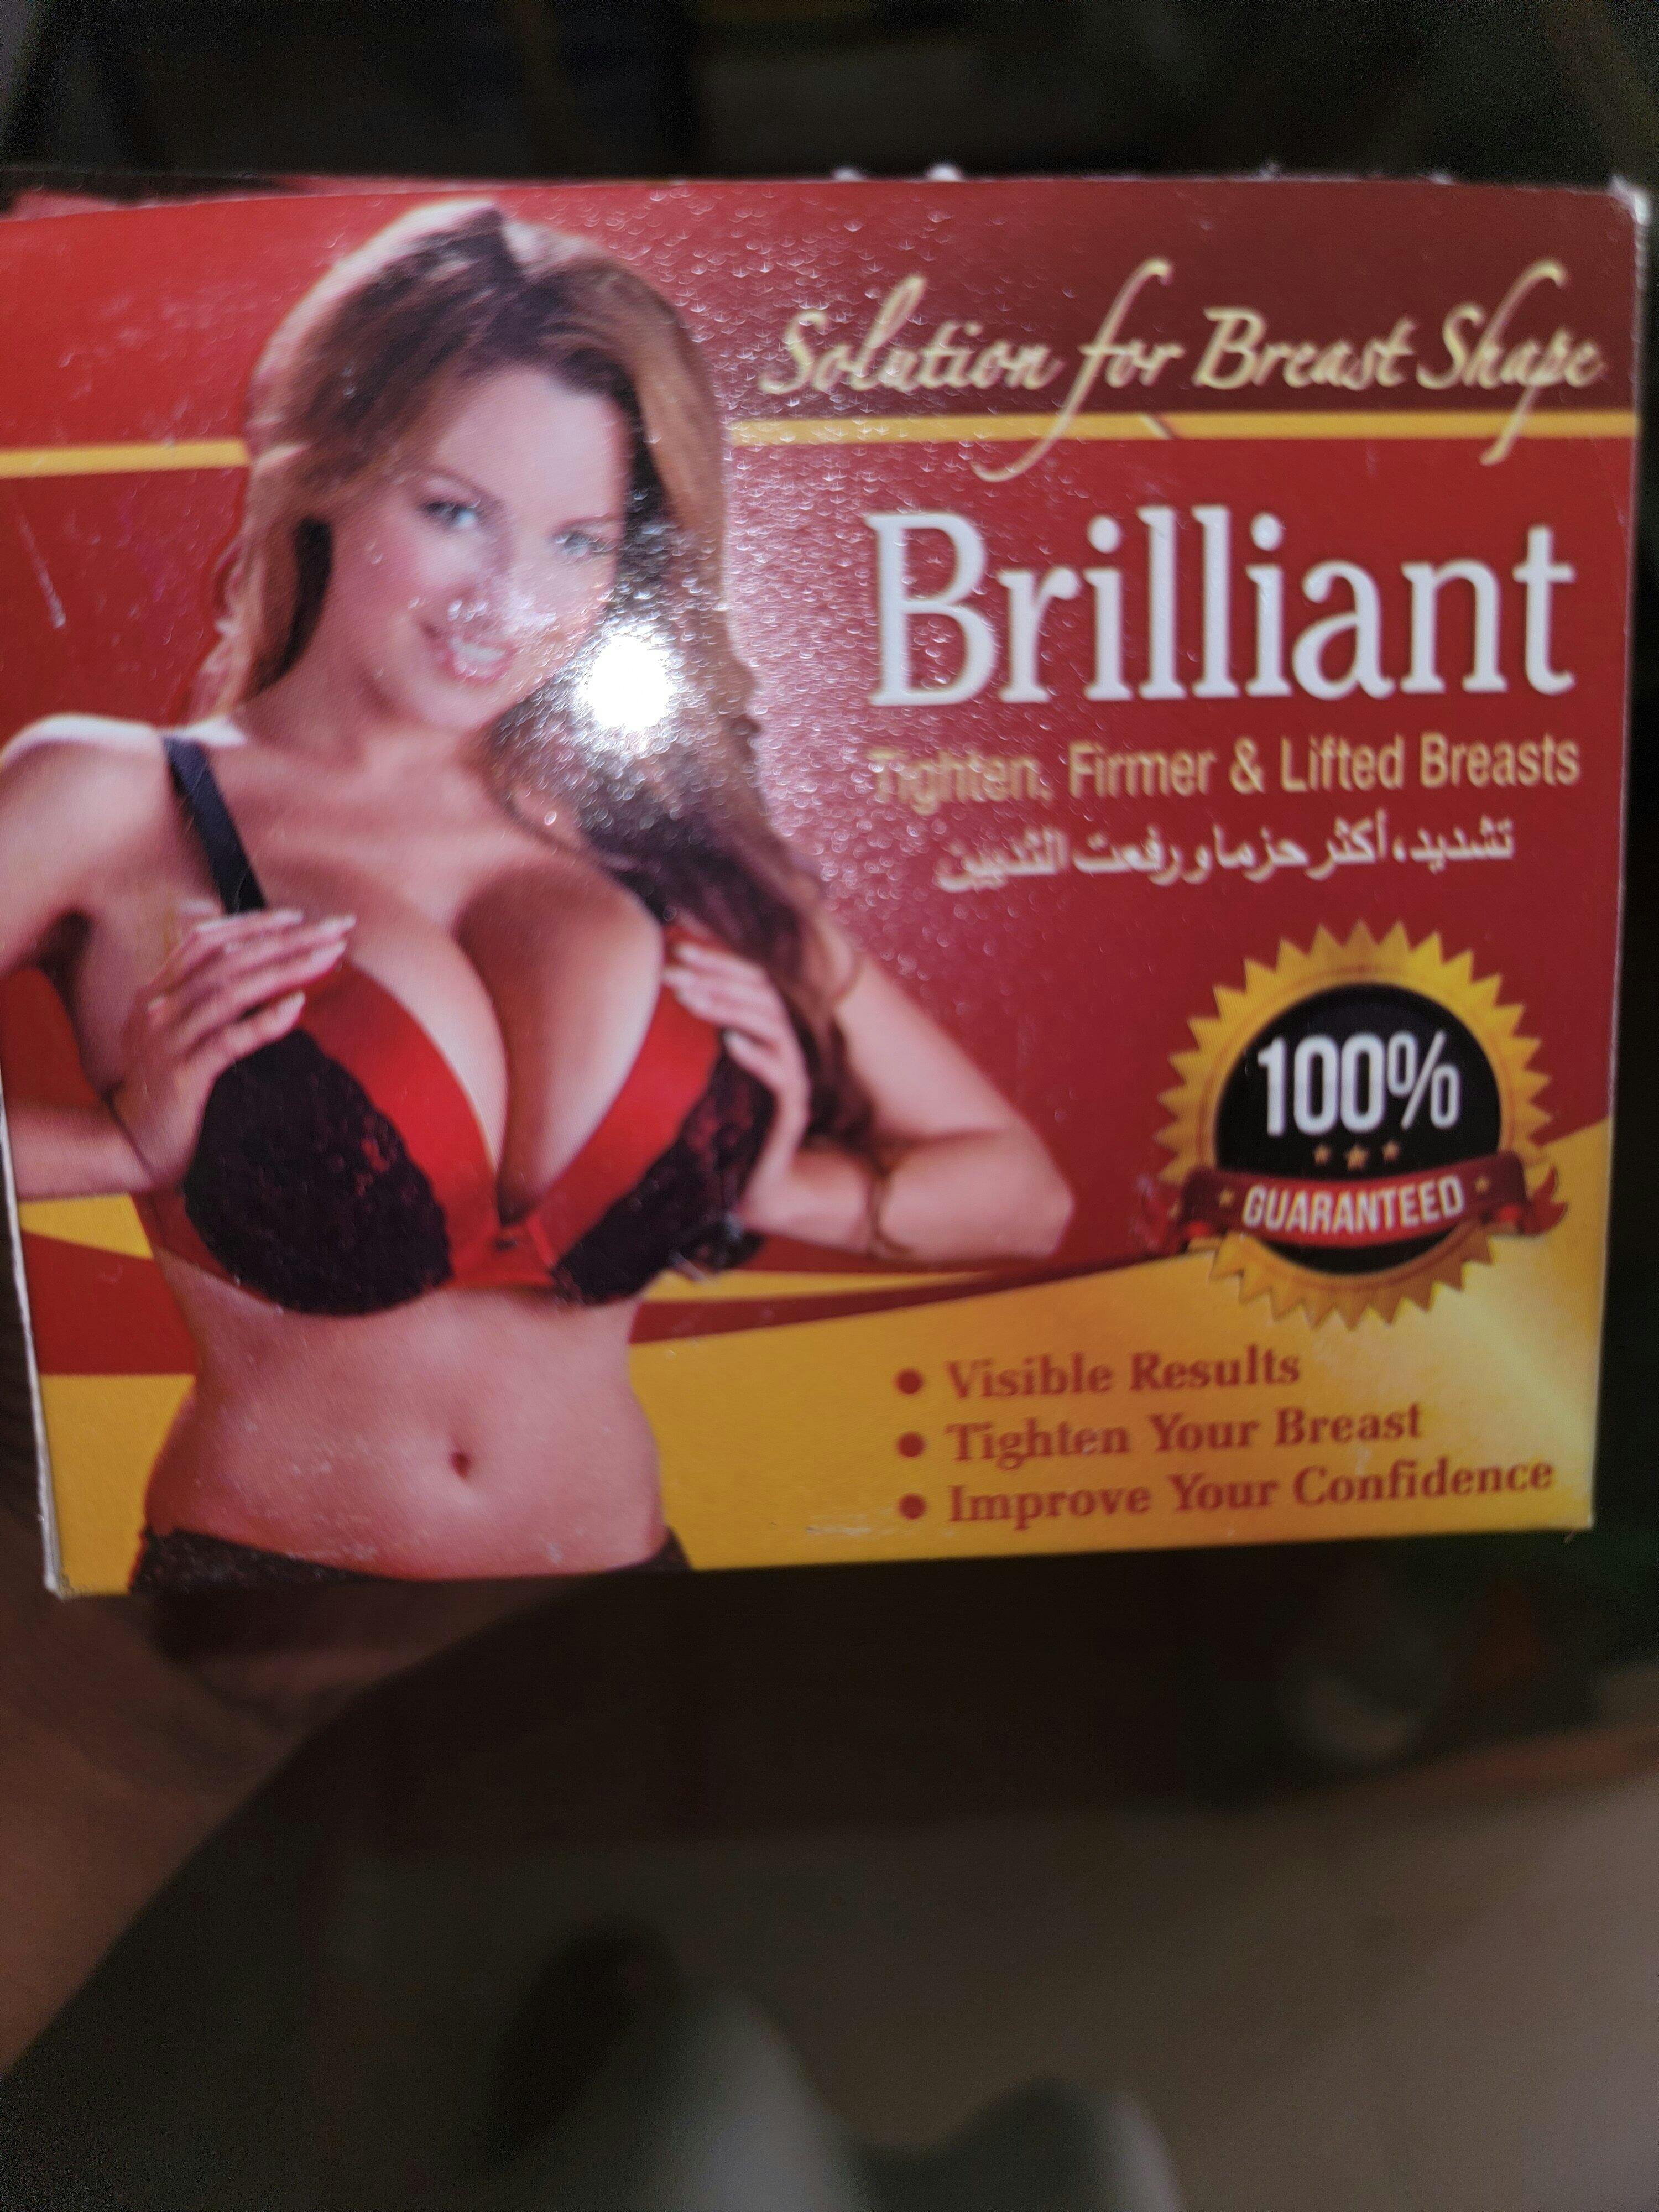 Solution for Breast Shape
Brilliant
Tighten, Firmer & Lifted Breasts
تشديد، أكثر حزما ورفعت الثديين
100%
GUARANTEED
• Visible Results
• Tighten Your Breast
• Improve Your Confidence